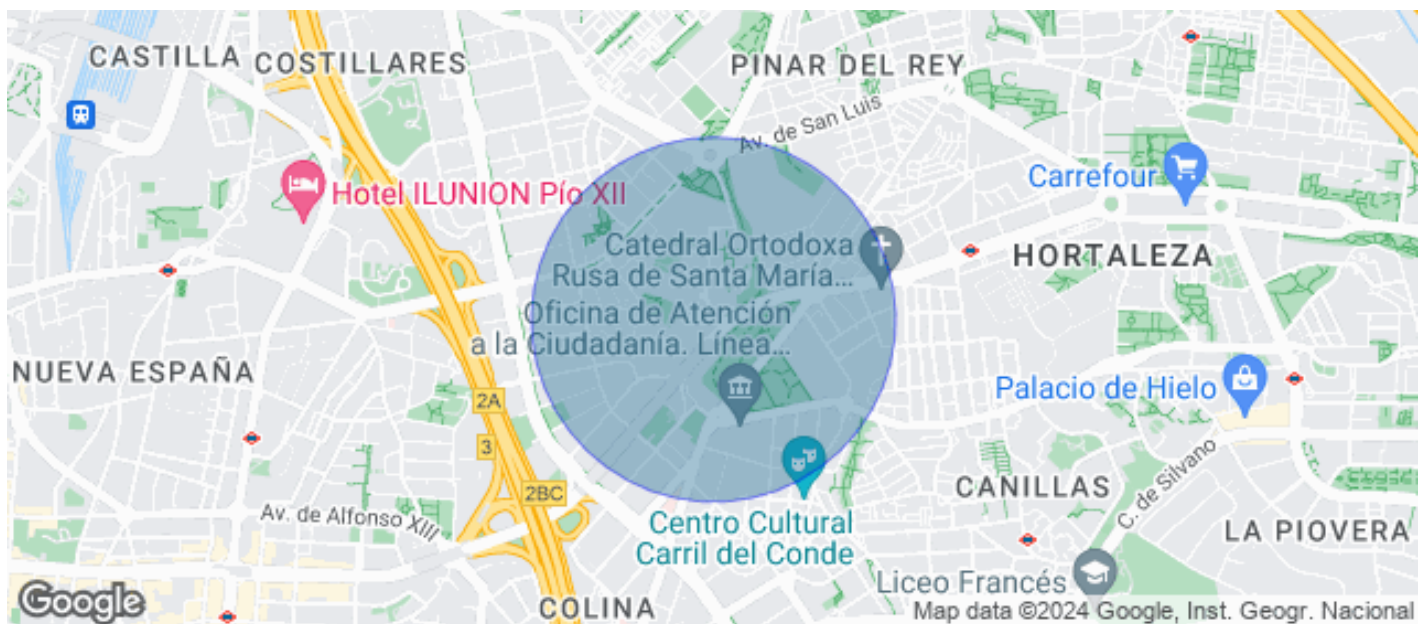 CASTILLA
COSTILLARES
PINAR DEL REY
Av. de San Luis
Hotel ILUNION Pío XII
Carrefour
Catedral Ortodoxa
Rusa de Santa María...
HORTALEZA
Oficina de Atención
a la Ciudadanía. Línea...
NUEVA ESPAÑA
Palacio de Hielo
2A
3
2BC
CANILLAS
C. de Silvano
Av. de Alfonso XIII
Centro Cultural
Carril del Conde
LA PIOVERA
Liceo Francés
COLINA
Google
Map data ©2024 Google, Inst. Geogr. Nacional